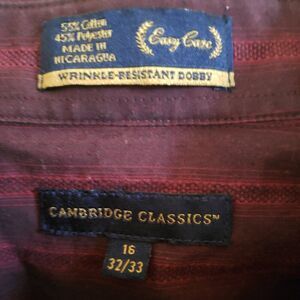 55% Cotton
45% Polyester
MADE IN
NICARAGUA
Easy Care
WRINKLE-RESISTANT DOBBY
CAMBRIDGE CLASSICS™
16
32/33